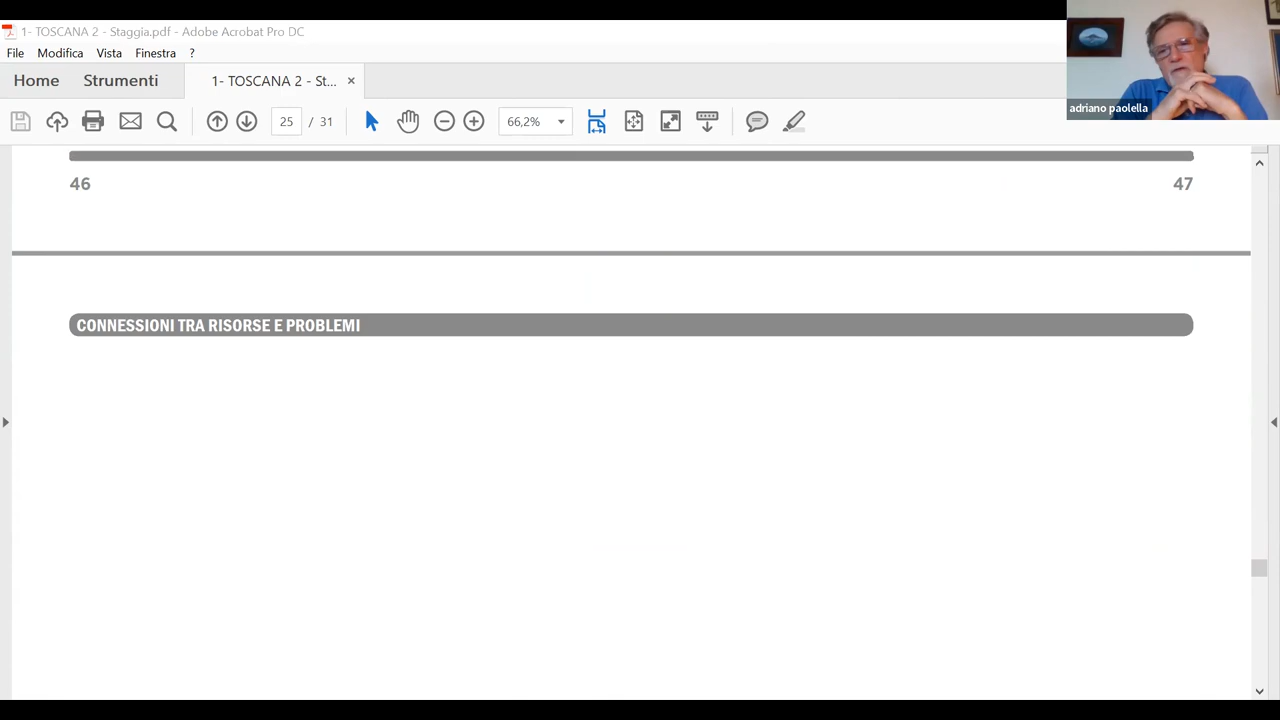 1- TOSCANA 2 - Staggia.pdf - Adobe Acrobat Pro DC
File Modifica Vista Finestra ?
Home Strumenti 1- TOSCANA 2 - St... ×
25 / 31 66,2%
adriano paolella
46 47
CONNESSIONI TRA RISORSE E PROBLEMI